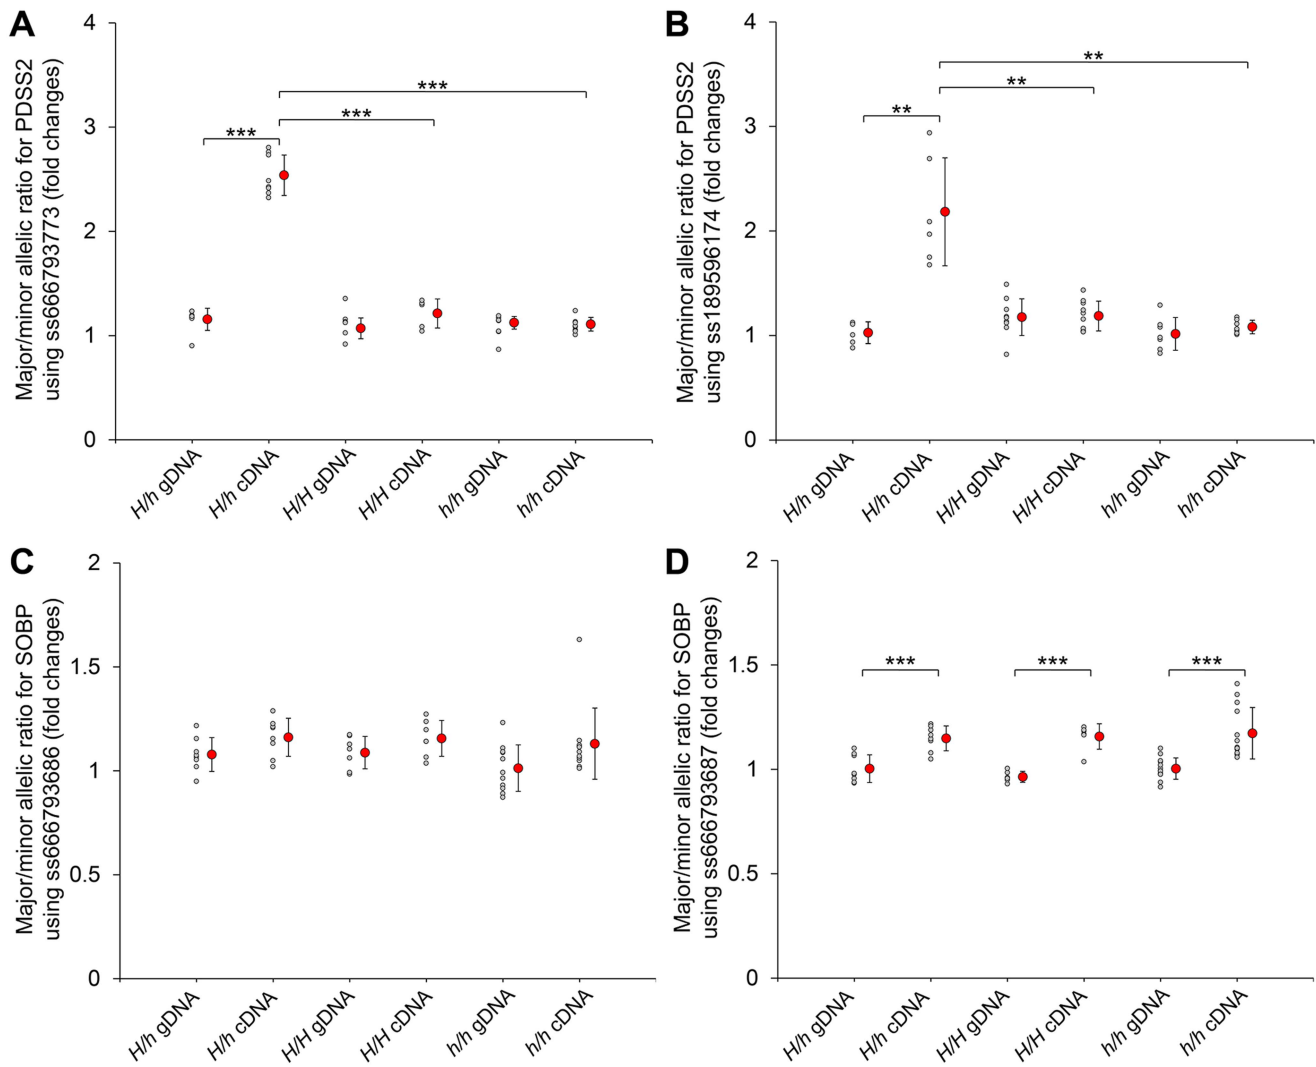 A
Major/minor allelic ratio for PDSS2
using ss666793773 (fold changes)
4
3
2
1
0
***
***
***
H/h gDNA
H/h cDNA
H/H gDNA
H/H cDNA
h/h gDNA
h/h cDNA
B
Major/minor allelic ratio for PDSS2
using ss189596174 (fold changes)
4
3
2
1
0
**
**
**
H/h gDNA
H/h cDNA
H/H gDNA
H/H cDNA
h/h gDNA
h/h cDNA
C
Major/minor allelic ratio for SOBP
using ss666793686 (fold changes)
2
1.5
1
0.5
0
H/h gDNA
H/h cDNA
H/H gDNA
H/H cDNA
h/h gDNA
h/h cDNA
D
Major/minor allelic ratio for SOBP
using ss666793687 (fold changes)
2
1.5
1
0.5
0
***
***
***
H/h gDNA
H/h cDNA
H/H gDNA
H/H cDNA
h/h gDNA
h/h cDNA